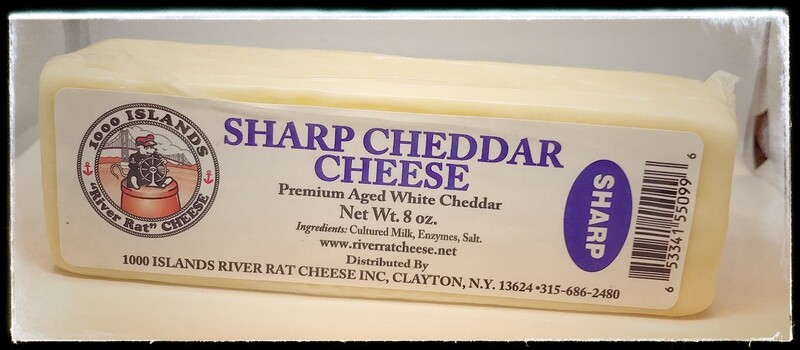 1000 ISLANDS
"River Rat" CHEESE
SHARP CHEDDAR
CHEESE
Premium Aged White Cheddar
Net Wt. 8 oz.
Ingredients: Cultured Milk, Enzymes, Salt.
www.riverratcheese.net
Distributed By
1000 ISLANDS RIVER RAT CHEESE INC, CLAYTON, N.Y. 13624 •315-686-2480
SHARP
6 53341 55099 6